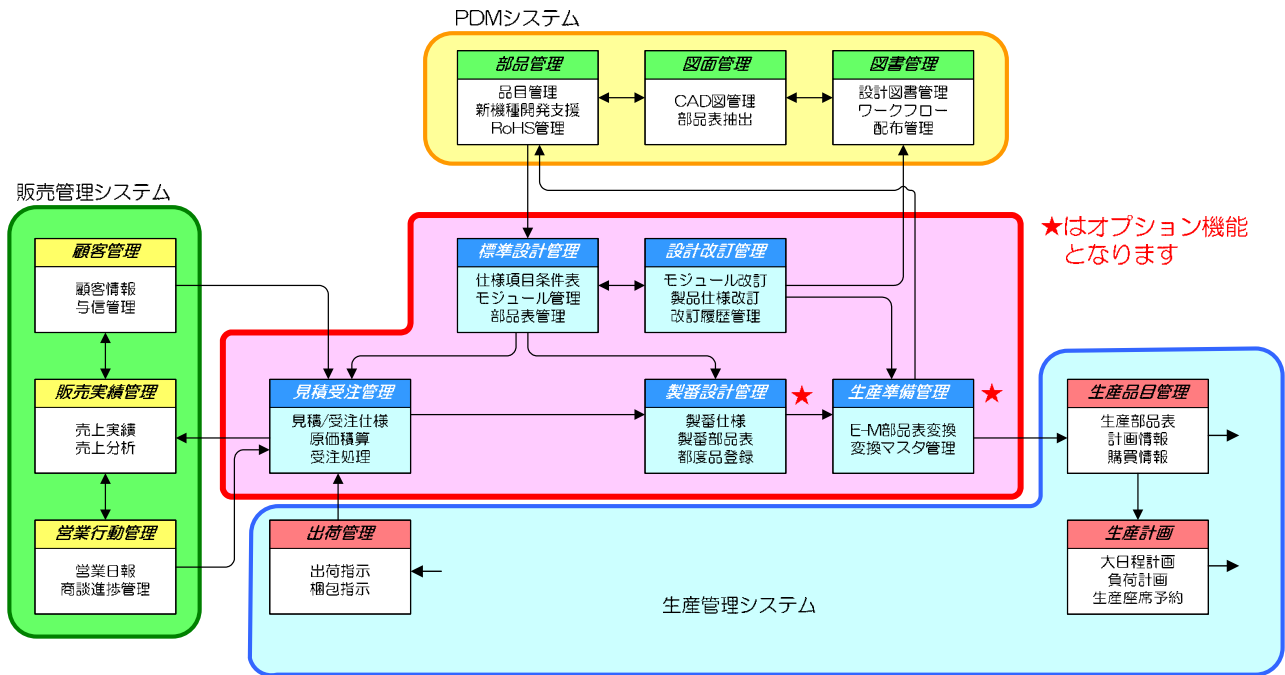 PDMシステム
部品管理
品目管理
新機種開発支援
RoHS管理
図面管理
CAD図管理
部品表抽出
図書管理
設計図書管理
ワークフロー
配布管理
販売管理システム
顧客管理
顧客情報
与信管理
販売実績管理
売上実績
売上分析
営業行動管理
営業日報
商談進捗管理
★はオプション機能
となります
標準設計管理
仕様項目条件表
モジュール管理
部品表管理
設計改訂管理
モジュール改訂
製品仕様改訂
改訂履歴管理
見積受注管理
見積/受注仕様
原価積算
受注処理
製番設計管理
★
製番仕様
製番部品表
都度品登録
生産準備管理
★
E-M部品表変換
変換マスタ管理
生産品目管理
生産部品表
計画情報
購買情報
出荷管理
出荷指示
梱包指示
生産管理システム
生産計画
大日程計画
負荷計画
生産座席予約